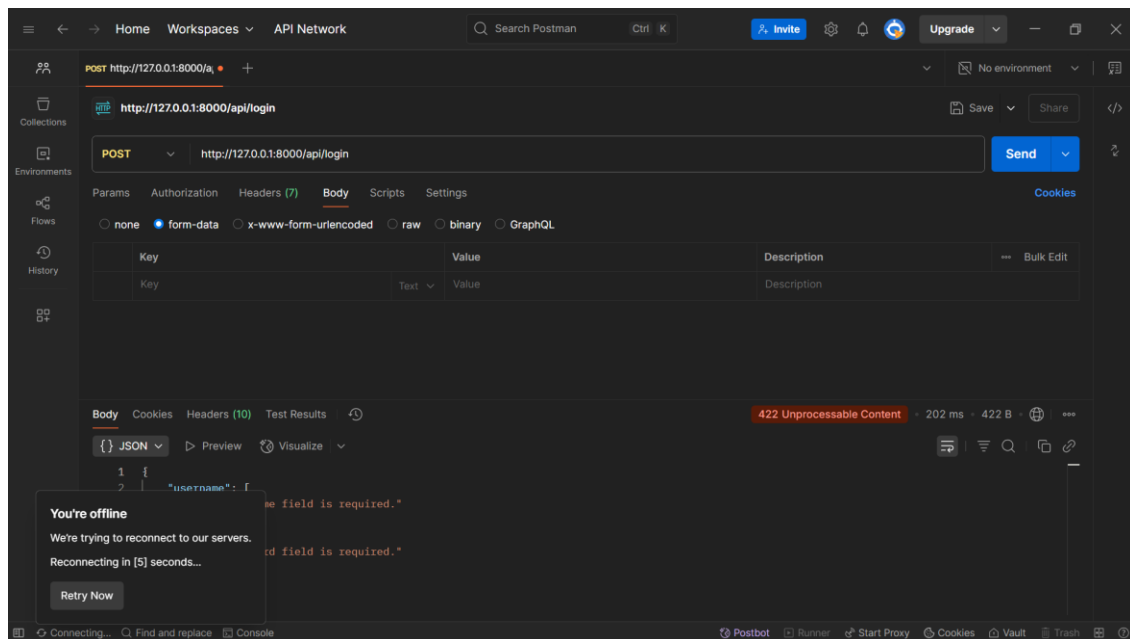 Home Workspaces API Network Search Postman Ctrl K Invite Upgrade
POST http://127.0.0.1:8000/a No environment
Collections
HTTP http://127.0.0.1:8000/api/login Save Share
POST http://127.0.0.1:8000/api/login Send
Environments
Params Authorization Headers (7) Body Scripts Settings Cookies
Flows
none form-data x-www-form-urlencoded raw binary GraphQL
History
Key Value Description Bulk Edit
Key Text Value Description
Body Cookies Headers (10) Test Results 422 Unprocessable Content 202 ms 422 B
{} JSON Preview Visualize
1 {
2 "username": [
me field is required."
rd field is required."
You're offline
We're trying to reconnect to our servers.
Reconnecting in [5] seconds...
Retry Now
Connecting... Find and replace Console Postbot Runner Start Proxy Cookies Vault Trash